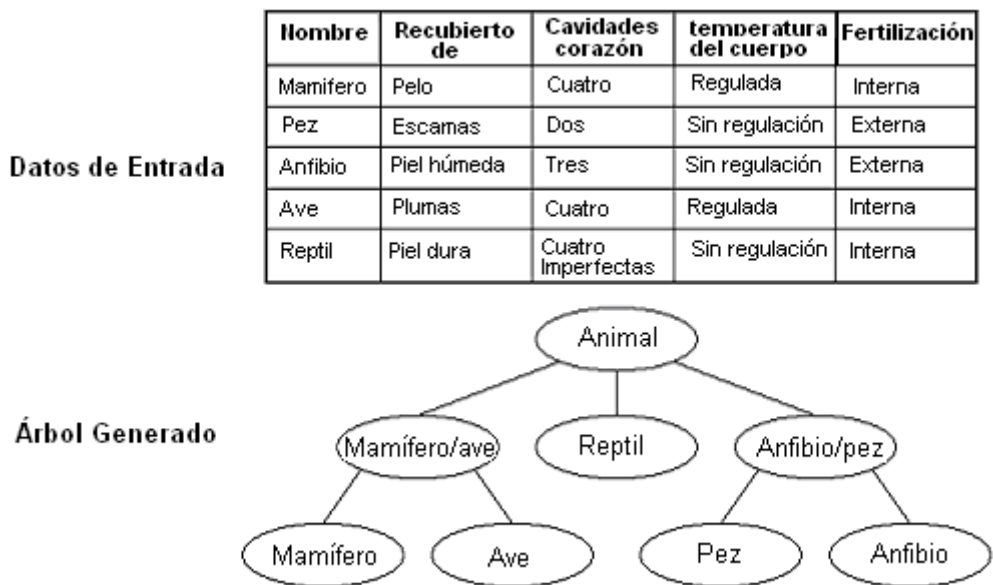 Nombre Recubierto de Cavidades corazón temperatura del cuerpo Fertilización
Mamifero Pelo Cuatro Regulada Interna
Pez Escamas Dos Sin regulación Externa
Datos de Entrada
Anfibio Piel húmeda Tres Sin regulación Externa
Ave Plumas Cuatro Regulada Interna
Reptil Piel dura Cuatro Imperfectas Sin regulación Interna
Animal
Árbol Generado
Mamífero/ave Reptil Anfibio/pez
Mamífero Ave Pez Anfibio